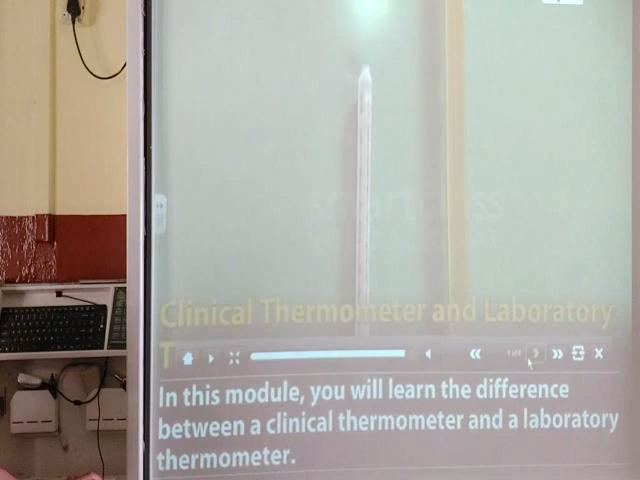 Clinical Thermometer and Laboratory
T
In this module, you will learn the difference
between a clinical thermometer and a laboratory
thermometer.